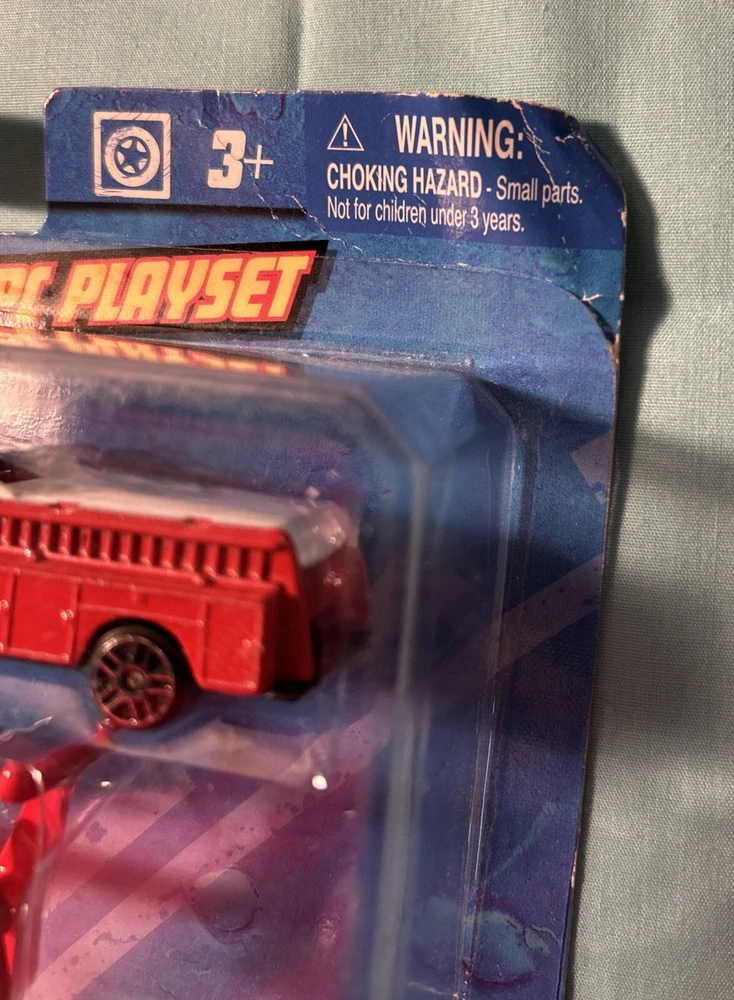 3+
WARNING:
CHOKING HAZARD - Small parts.
Not for children under 3 years.
PLAYSET